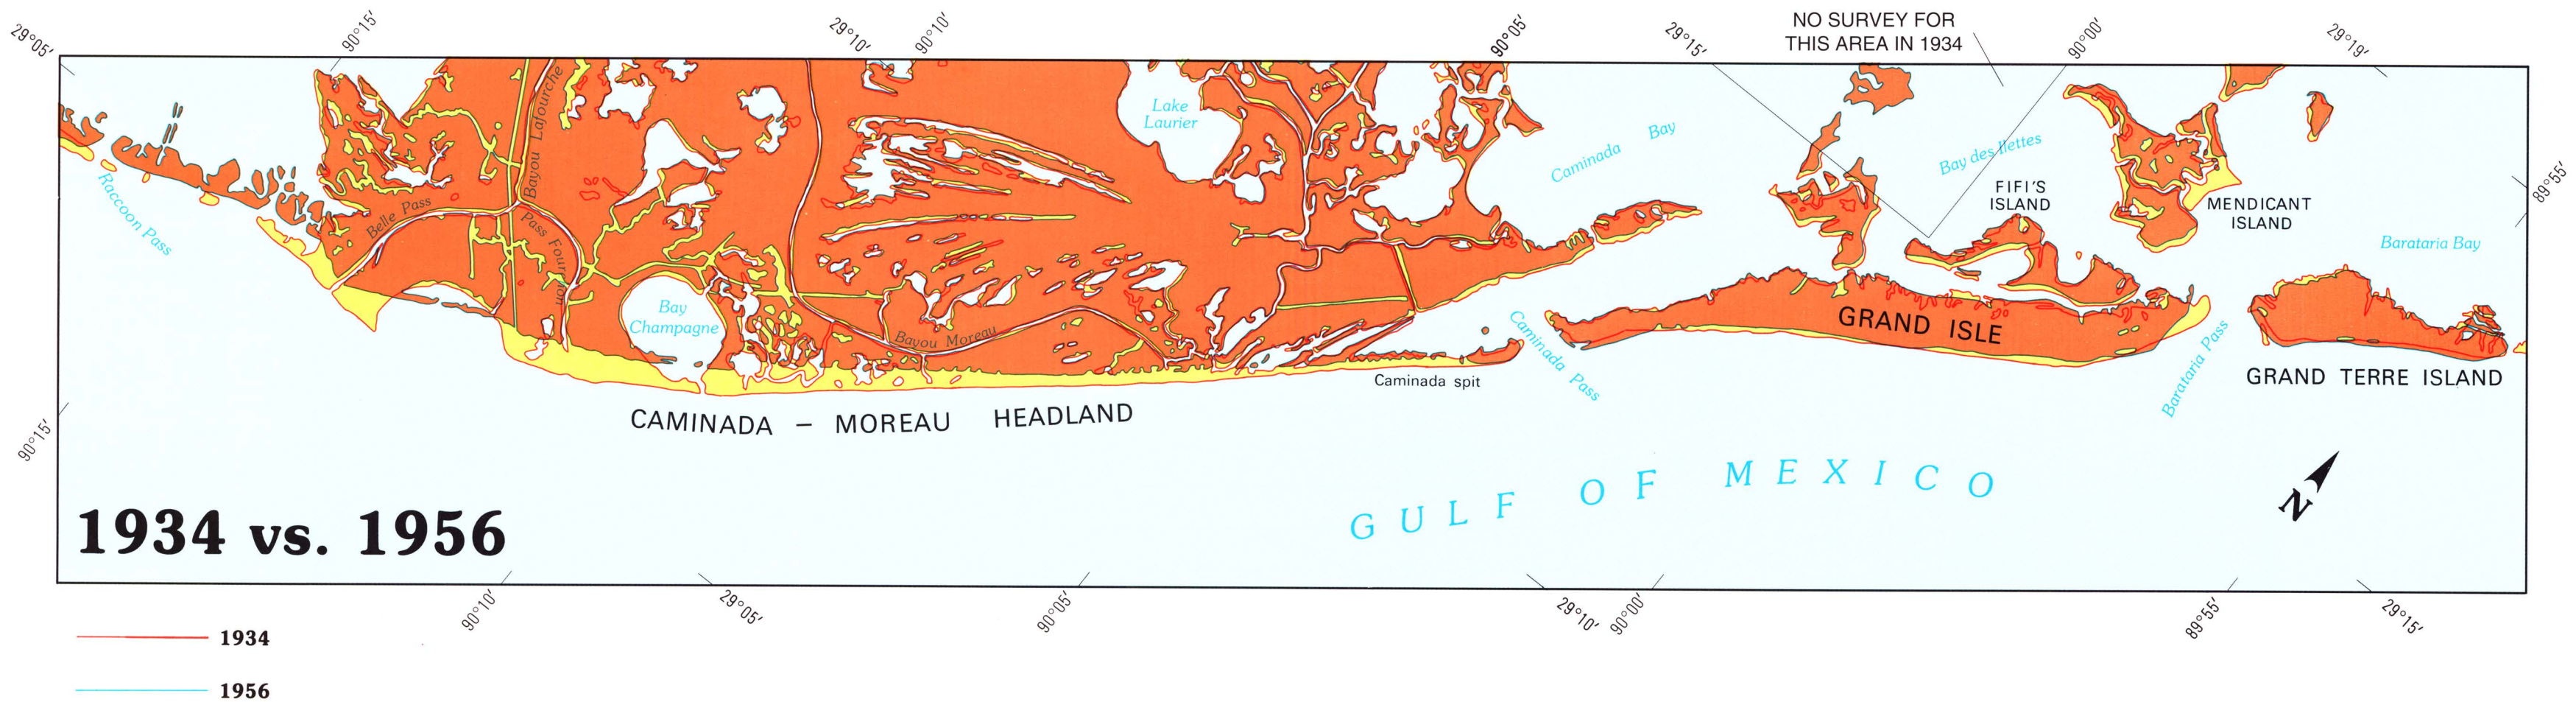 NO SURVEY FOR
THIS AREA IN 1934
29°05′
90°15′
29°10′
90°10′
90°05′
29°15′
90°00′
29°19′
Bayou Lafourche
Lake
Laurier
Caminada Bay
Bay des Ilettes
89°55′
Raccoon Pass
Belle Pass
FIFI'S
ISLAND
MENDICANT
ISLAND
Pass Fourchon
Barataria Bay
Bay
Champagne
Bayou Moreau
Caminada Pass
GRAND ISLE
Barataria Pass
Caminada spit
GRAND TERRE ISLAND
CAMINADA – MOREAU HEADLAND
90°15′
GULF OF MEXICO
N
1934 vs. 1956
90°10′
29°05′
90°05′
29°10′
90°00′
89°55′
29°15′
1934
1956